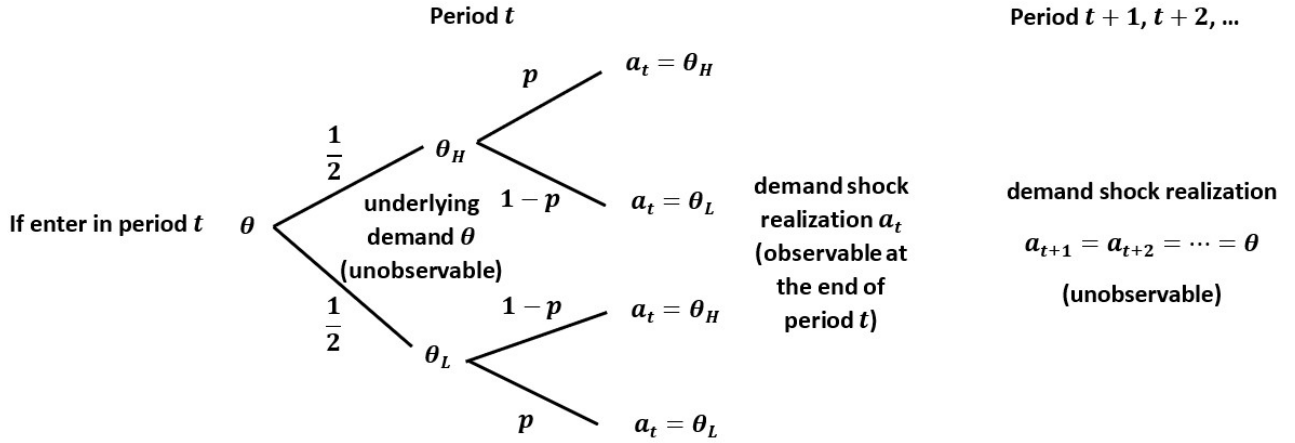 Period t
Period t + 1, t + 2, ...
p
a_t = θ_H
1/2
θ_H
1 − p
a_t = θ_L
If enter in period t
θ
underlying
demand θ
(unobservable)
demand shock
realization a_t
(observable at
the end of
period t)
demand shock realization
a_{t+1} = a_{t+2} = ⋯ = θ
(unobservable)
1/2
θ_L
1 − p
a_t = θ_H
p
a_t = θ_L